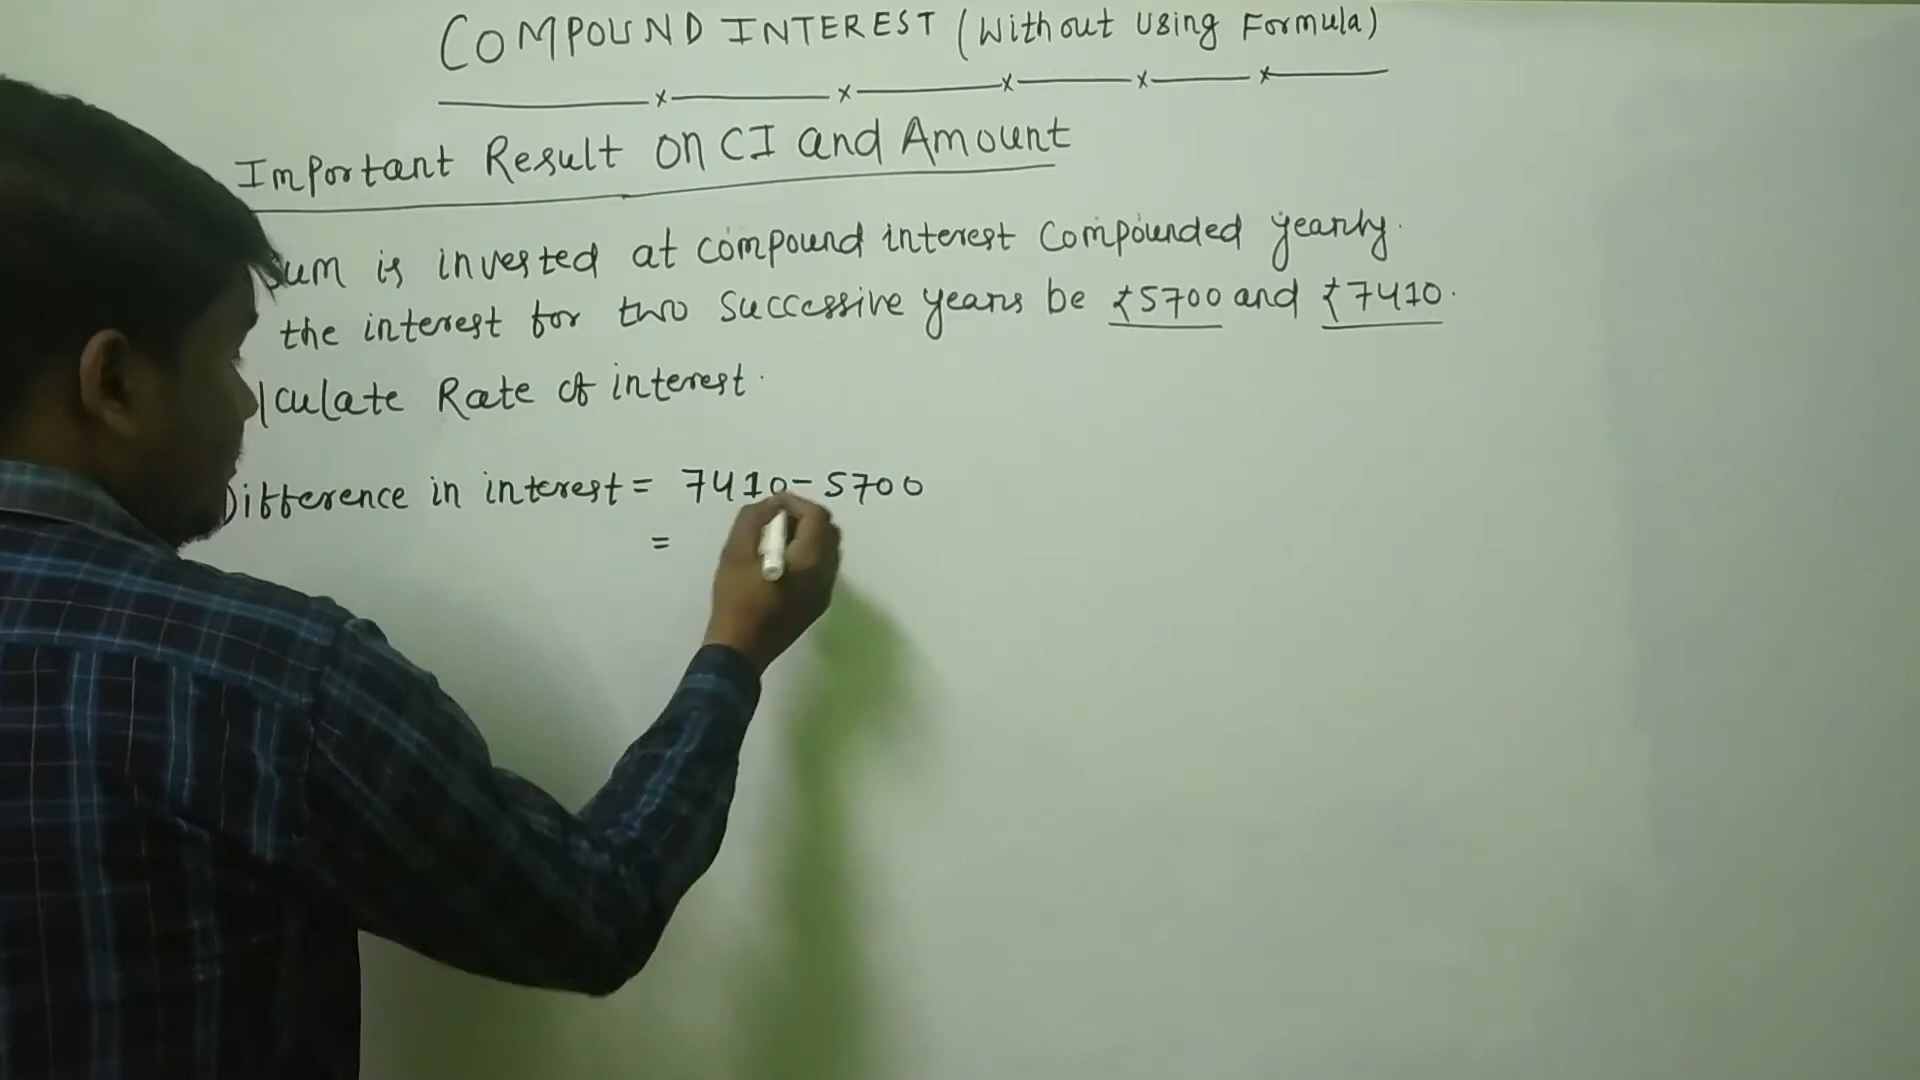 COMPOUND INTEREST (Without Using Formula)
Important Result on CI and Amount
sum is invested at compound interest compounded yearly.
the interest for two successive years be ₹5700 and ₹7410.
lculate Rate of interest.
Difference in interest = 7410 - 5700
=